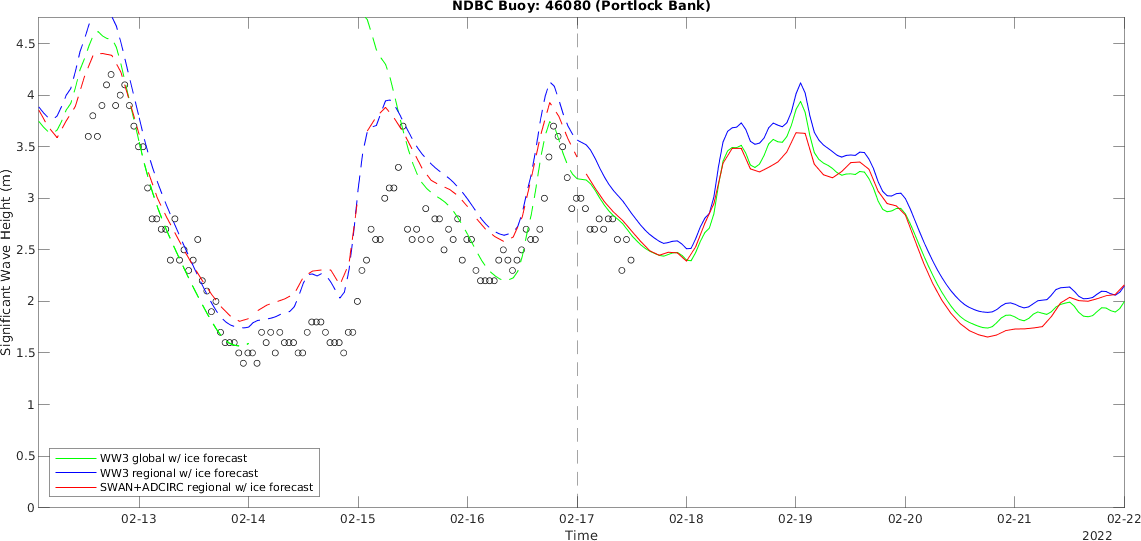 NDBC Buoy: 46080 (Portlock Bank)
4.5
4
3.5
3
2.5
2
1.5
1
0.5
0
Significant Wave Height (m)
WW3 global w/ ice forecast
WW3 regional w/ ice forecast
SWAN+ADCIRC regional w/ ice forecast
02-13 02-14 02-15 02-16 02-17 02-18 02-19 02-20 02-21 02-22
Time
2022